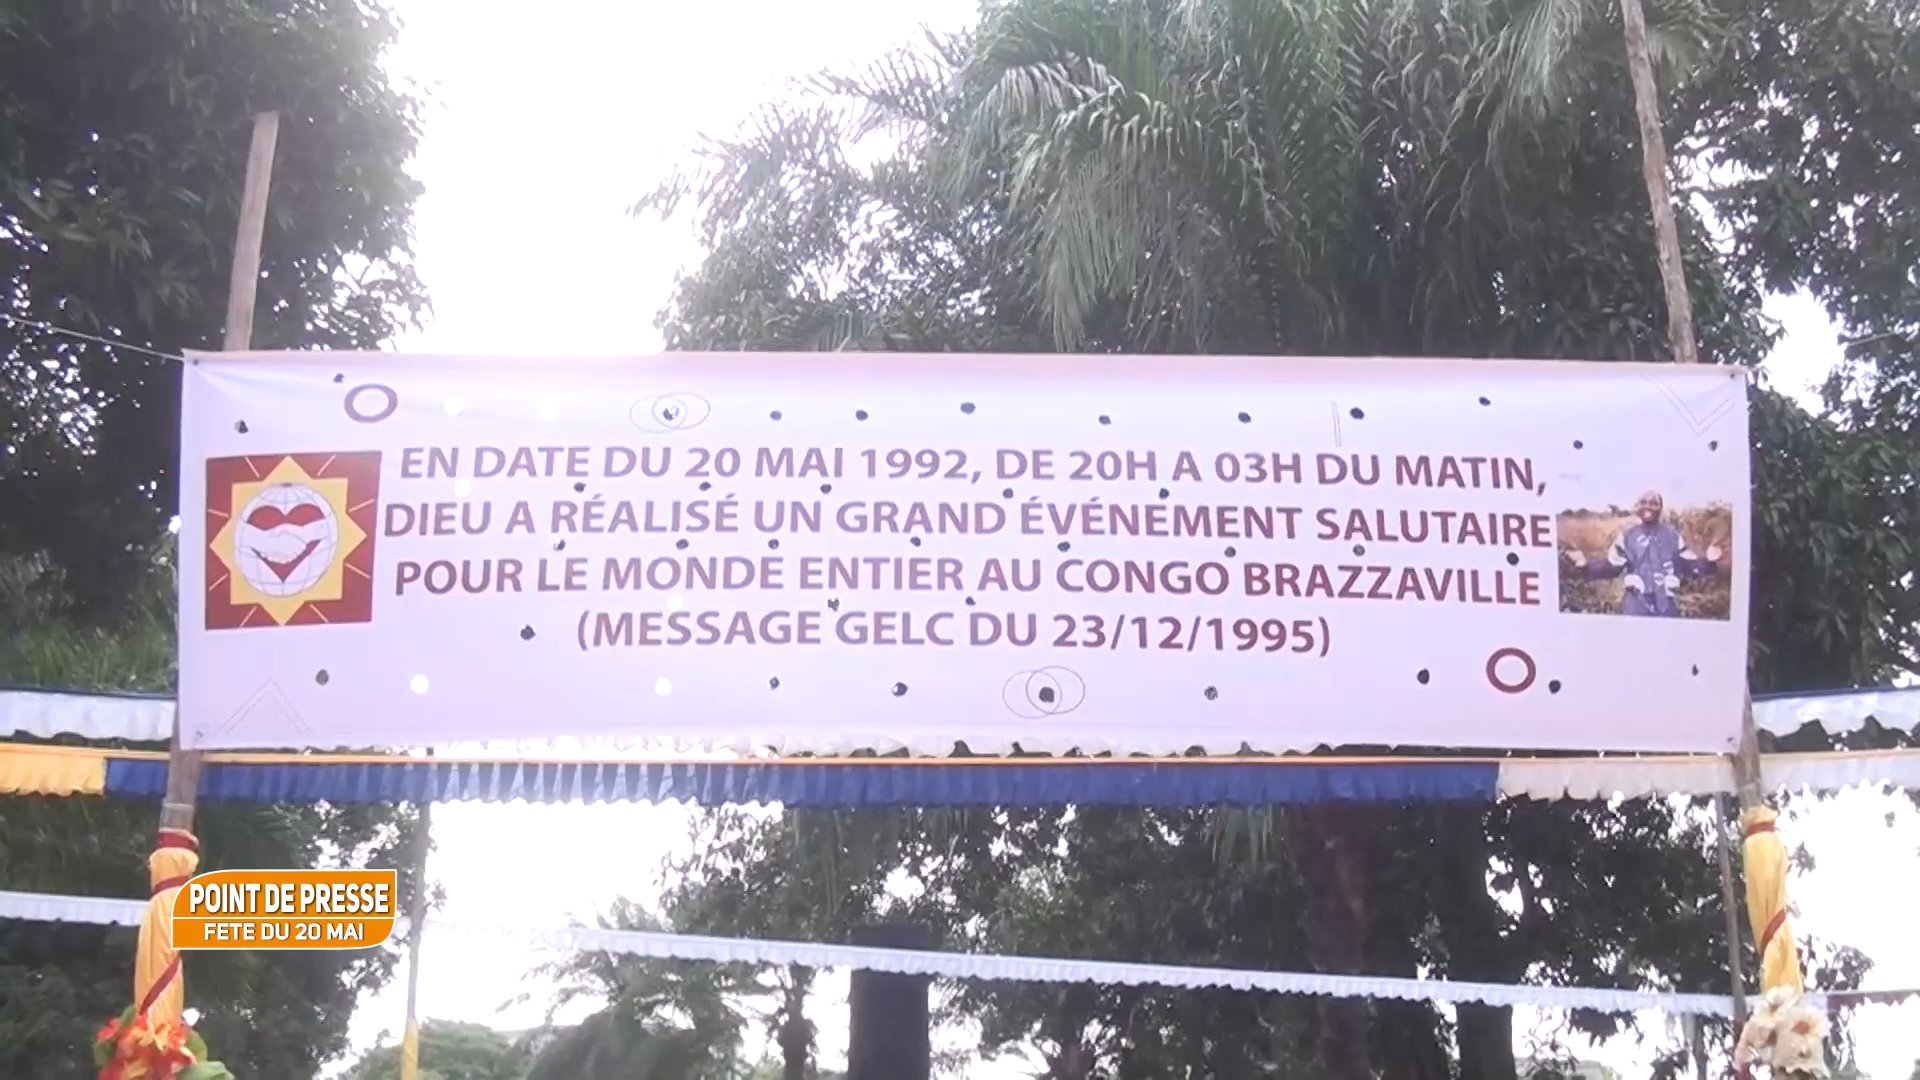 EN DATE DU 20 MAI 1992, DE 20H A 03H DU MATIN,
DIEU A RÉALISÉ UN GRAND ÉVÉNEMENT SALUTAIRE
POUR LE MONDE ENTIER AU CONGO BRAZZAVILLE
(MESSAGE GELC DU 23/12/1995)
POINT DE PRESSE
FETE DU 20 MAI